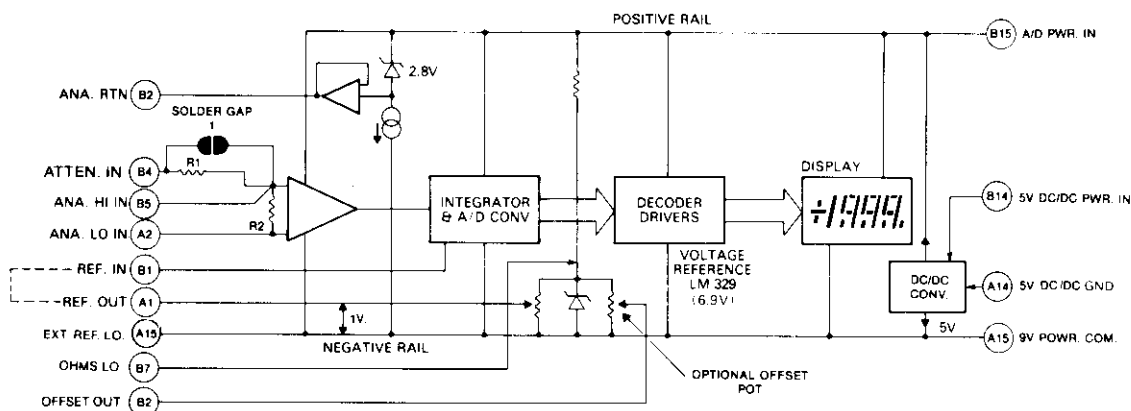 POSITIVE RAIL
B15 A/D PWR. IN
2.8V
ANA. RTN B2
SOLDER GAP
1
ATTEN. IN B4
R1
ANA. HI IN B5
R2
ANA. LO IN A2
INTEGRATOR
& A/D CONV
DECODER
DRIVERS
DISPLAY
÷1999.
B14 5V DC/DC PWR. IN
REF. IN B1
VOLTAGE
REFERENCE
LM 329
(6.9V)
DC/DC
CONV.
A14 5V DC/DC GND
REF. OUT A1
1V.
5V
EXT REF. LO. A15
NEGATIVE RAIL
A15 9V POWR. COM.
OHMS LO B7
OPTIONAL OFFSET
POT
OFFSET OUT B2